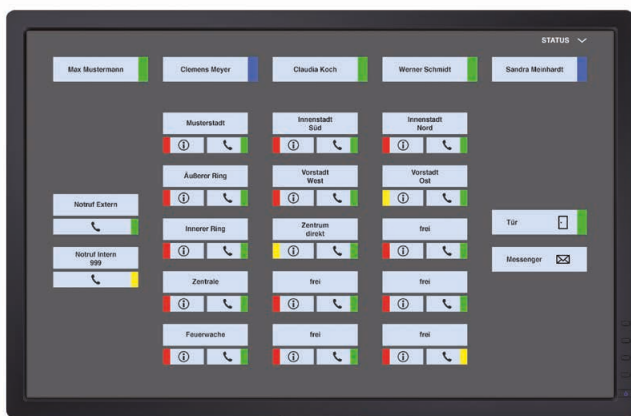 STATUS
Max Mustermann
Clemens Meyer
Claudia Koch
Werner Schmidt
Sandra Meinhardt
Musterstadt
Innenstadt
Süd
Innenstadt
Nord
Äußerer Ring
Vorstadt
West
Vorstadt
Ost
Notruf Extern
Innerer Ring
Zentrum
direkt
frei
Tür
Notruf Intern
999
Messenger
Zentrale
frei
frei
Feuerwache
frei
frei